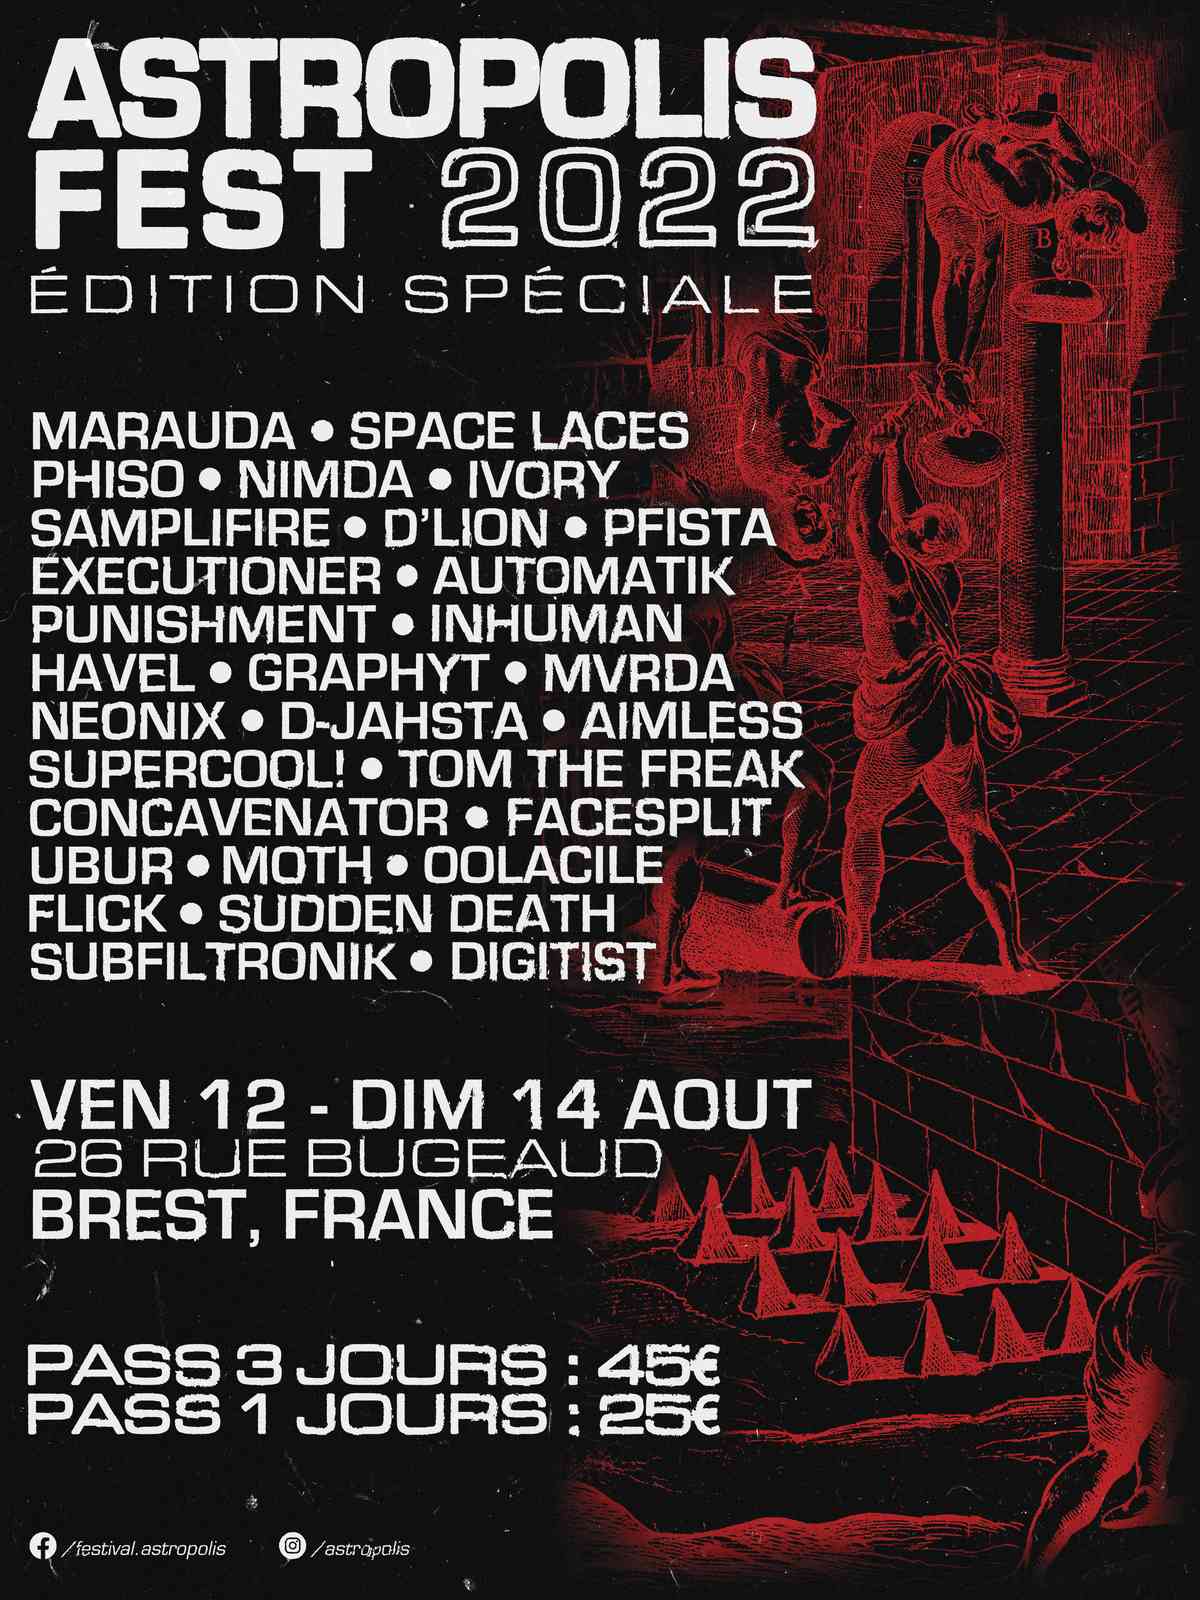 ASTROPOLIS
FEST 2022
ÉDITION SPÉCIALE
MARAUDA • SPACE LACES
PHISO • NIMDA • IVORY
SAMPLIFIRE • D'LION • PFISTA
EXECUTIONER • AUTOMATIK
PUNISHMENT • INHUMAN
HAVEL • GRAPHYT • MVRDA
NEONIX • D-JAHSTA • AIMLESS
SUPERCOOL! • TOM THE FREAK
CONCAVENATOR • FACESPLIT
UBUR • MOTH • OOLACILE
FLICK • SUDDEN DEATH
SUBFILTRONIK • DIGITIST
VEN 12 - DIM 14 AOUT
26 RUE BUGEAUD
BREST, FRANCE
PASS 3 JOURS : 45€
PASS 1 JOURS : 25€
/festival.astropolis /astropolis
B